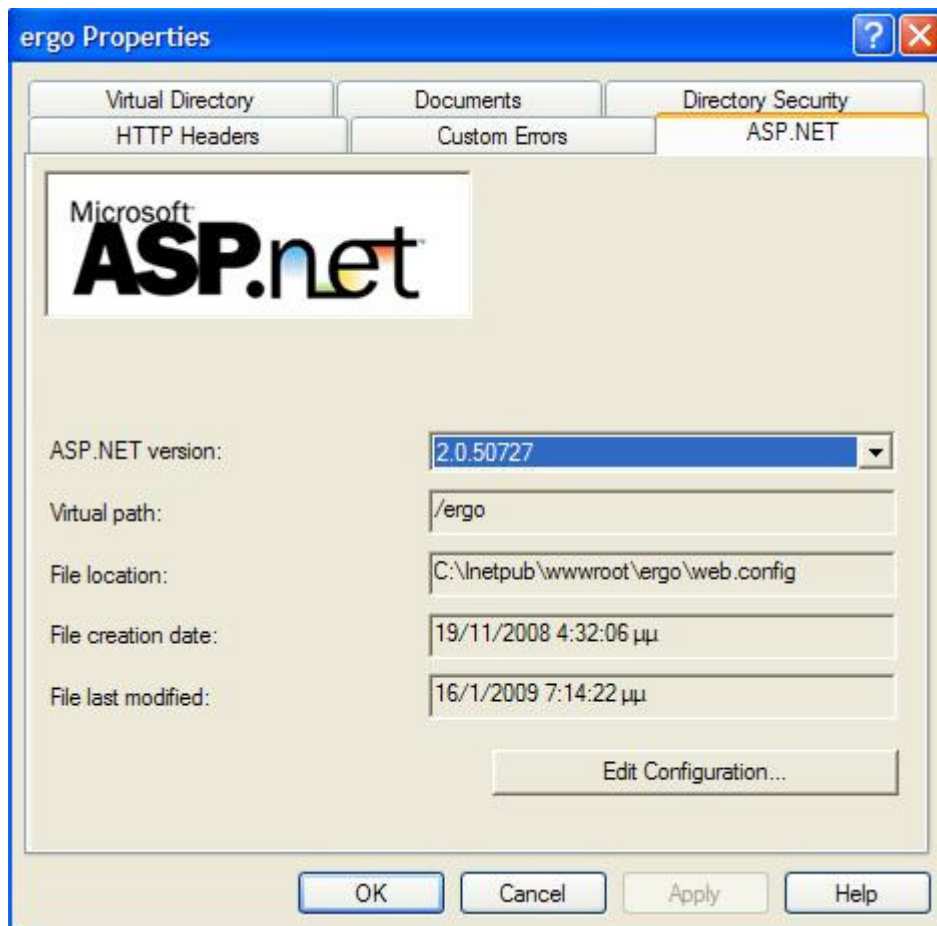 ergo Properties
Virtual Directory Documents Directory Security
HTTP Headers Custom Errors ASP.NET
Microsoft
ASP.net
ASP.NET version: 2.0.50727
Virtual path: /ergo
File location: C:\Inetpub\wwwroot\ergo\web.config
File creation date: 19/11/2008 4:32:06 μμ
File last modified: 16/1/2009 7:14:22 μμ
Edit Configuration...
OK Cancel Apply Help